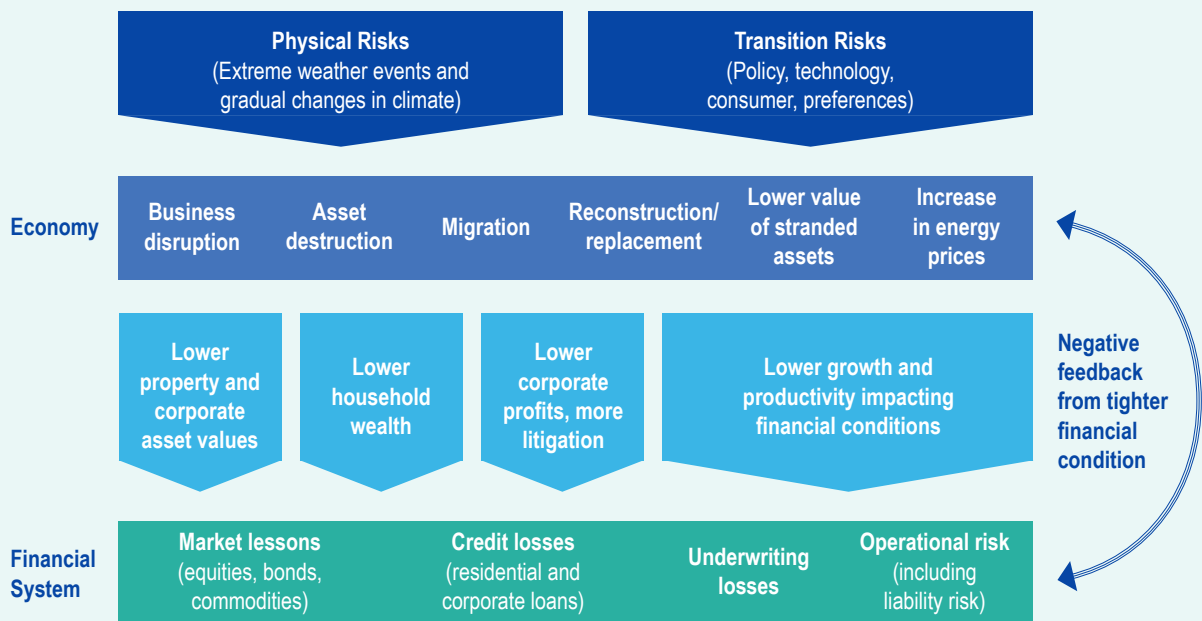 Physical Risks
(Extreme weather events and
gradual changes in climate)
Transition Risks
(Policy, technology,
consumer, preferences)
Economy
Business
disruption
Asset
destruction
Migration
Reconstruction/
replacement
Lower value
of stranded
assets
Increase
in energy
prices
Lower
property and
corporate
asset values
Lower
household
wealth
Lower
corporate
profits, more
litigation
Lower growth and
productivity impacting
financial conditions
Negative
feedback
from tighter
financial
condition
Financial
System
Market lessons
(equities, bonds,
commodities)
Credit losses
(residential and
corporate loans)
Underwriting
losses
Operational risk
(including
liability risk)